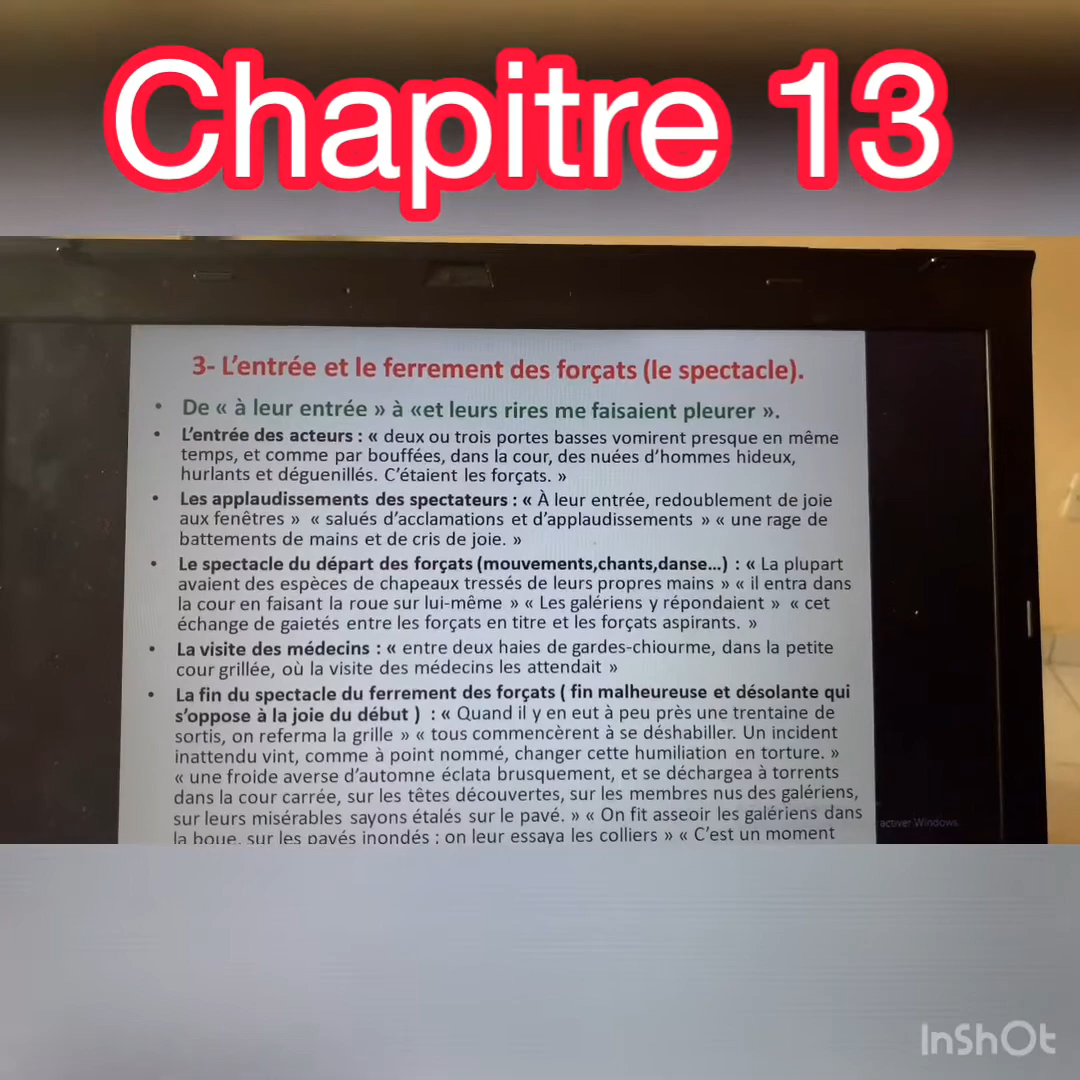 Chapitre 13
3- L'entrée et le ferrement des forçats (le spectacle).
• De « à leur entrée » à «et leurs rires me faisaient pleurer ».
• L'entrée des acteurs : « deux ou trois portes basses vomirent presque en même
temps, et comme par bouffées, dans la cour, des nuées d'hommes hideux,
hurlants et déguenillés. C'étaient les forçats. »
• Les applaudissements des spectateurs : « À leur entrée, redoublement de joie
aux fenêtres » « salués d'acclamations et d'applaudissements » « une rage de
battements de mains et de cris de joie. »
• Le spectacle du départ des forçats (mouvements,chants,danse...) : « La plupart
avaient des espèces de chapeaux tressés de leurs propres mains » « il entra dans
la cour en faisant la roue sur lui-même » « Les galériens y répondaient » « cet
échange de gaietés entre les forçats en titre et les forçats aspirants. »
• La visite des médecins : « entre deux haies de gardes-chiourme, dans la petite
cour grillée, où la visite des médecins les attendait »
• La fin du spectacle du ferrement des forçats ( fin malheureuse et désolante qui
s'oppose à la joie du début ) : « Quand il y en eut à peu près une trentaine de
sortis, on referma la grille » « tous commencèrent à se déshabiller. Un incident
inattendu vint, comme à point nommé, changer cette humiliation en torture. »
« une froide averse d'automne éclata brusquement, et se déchargea à torrents
dans la cour carrée, sur les têtes découvertes, sur les membres nus des galériens,
sur leurs misérables sayons étalés sur le pavé. » « On fit asseoir les galériens dans
la boue, sur les pavés inondés ; on leur essaya les colliers » « C'est un moment
activer Windows.
InShOt